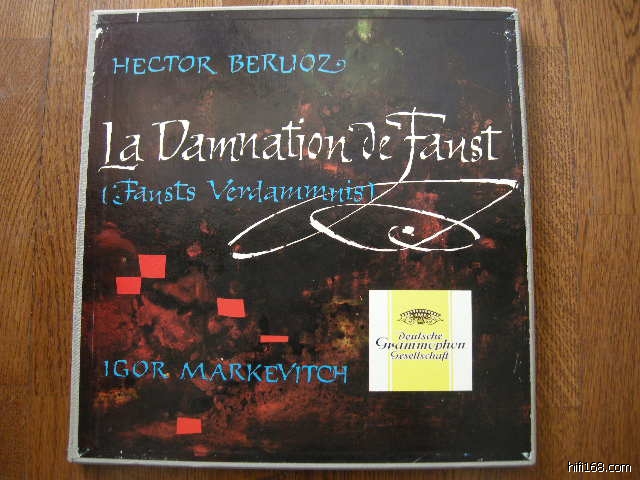 HECTOR BERLIOZ
La Damnation de Faust
(Fausts Verdammnis)
deutsche
Grammophon
Gesellschaft
IGOR MARKEVITCH
hifi168.com